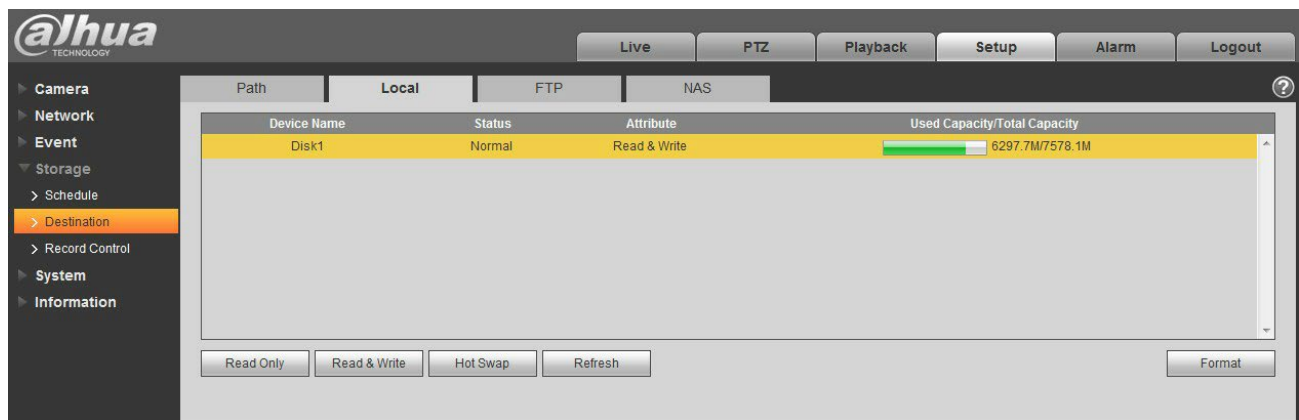 alhua
TECHNOLOGY
Live PTZ Playback Setup Alarm Logout
Camera
Network
Event
Storage
Schedule
Destination
Record Control
System
Information
Path Local FTP NAS ?
Device Name Status Attribute Used Capacity/Total Capacity
Disk1 Normal Read & Write 6297.7M/7578.1M
Read Only Read & Write Hot Swap Refresh Format